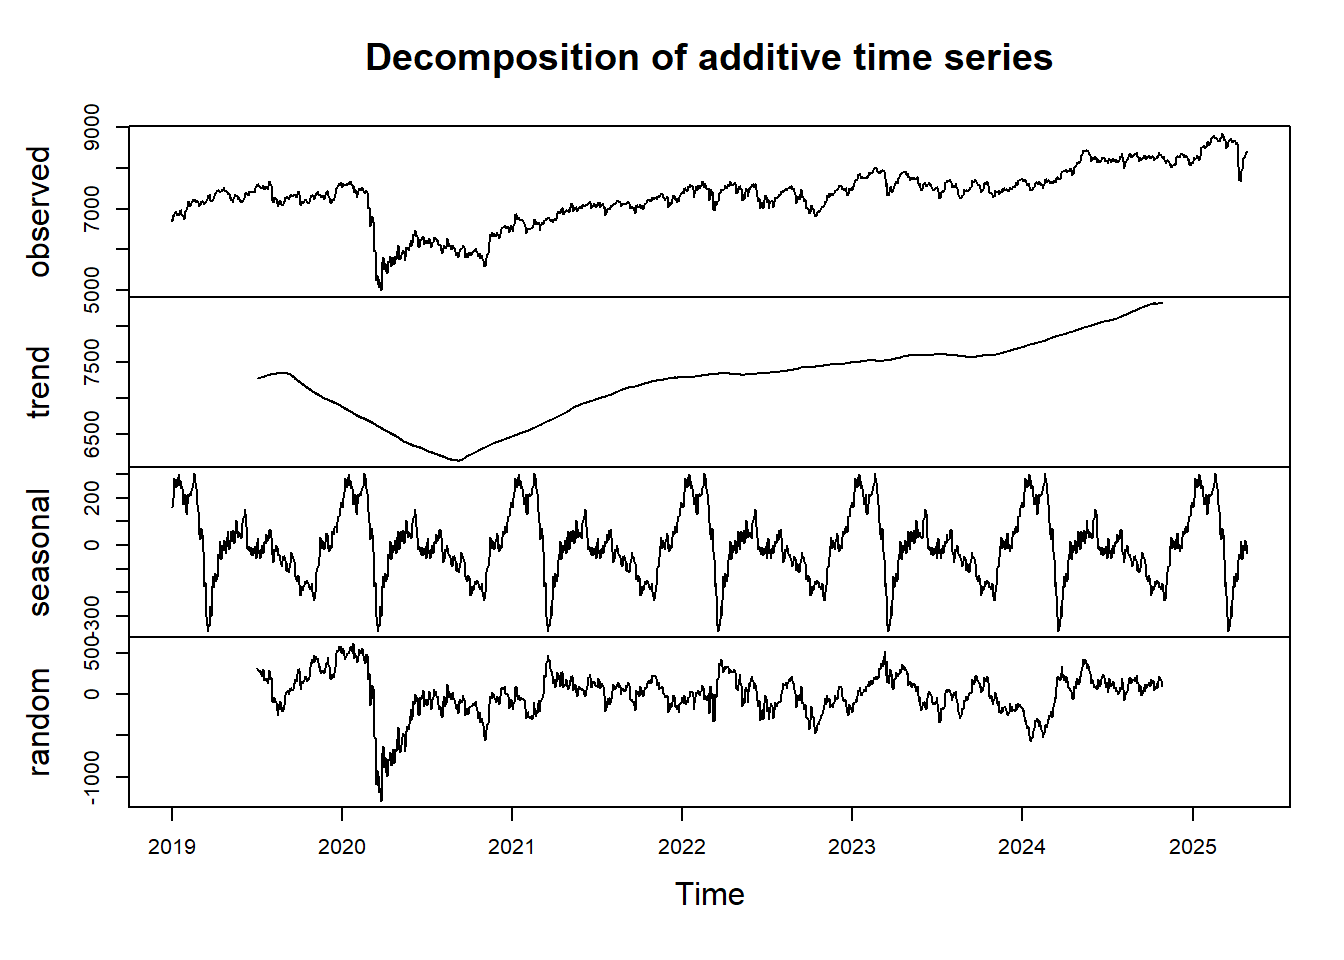 Decomposition of additive time series
observed
5000 7000 9000
trend
6500 7500
seasonal
-300 0 200
random
-1000 0 500
2019 2020 2021 2022 2023 2024 2025
Time